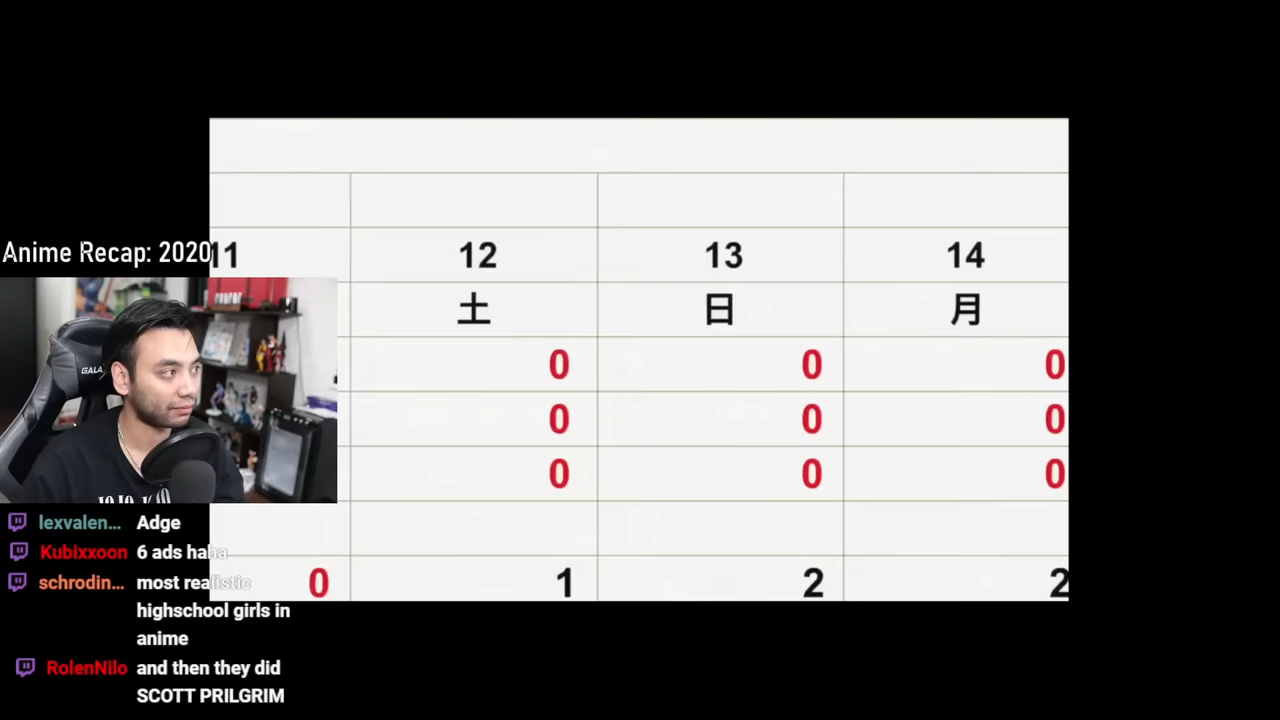 11 12 13 14
土 日 月
0 0 0
0 0 0
0 0 0
0 1 2 2
Anime Recap: 2020
GALA
lexvalen... Adge
Kubixxoon 6 ads haha
schrodin... most realistic
highschool girls in
anime
RolenNilo and then they did
SCOTT PRILGRIM